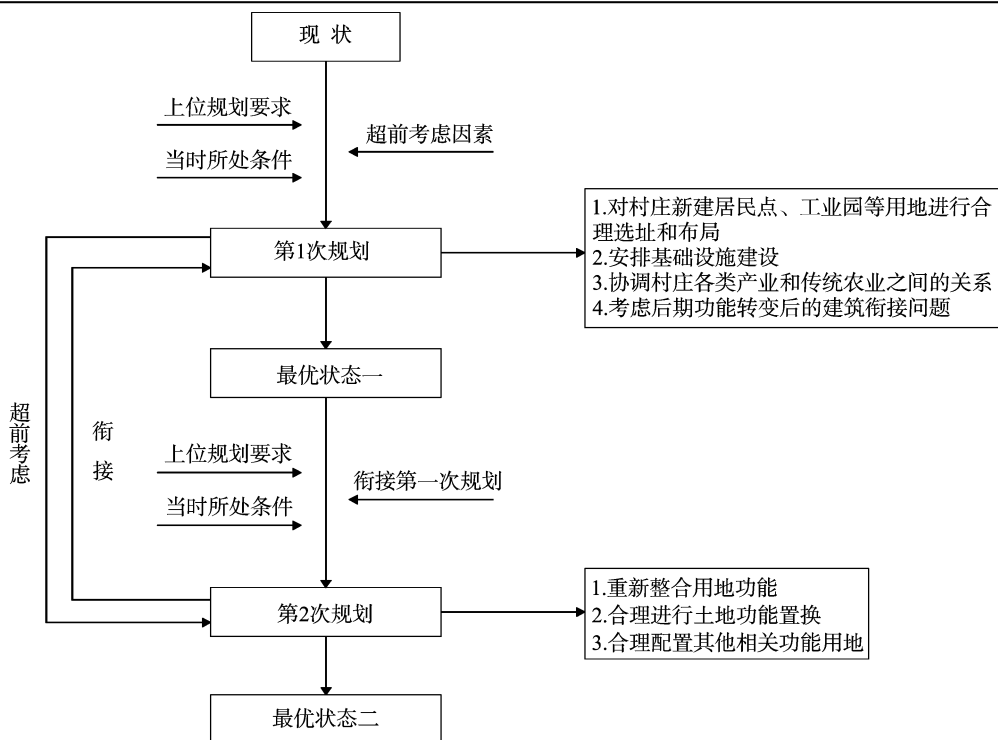 现 状
上位规划要求
超前考虑因素
当时所处条件
第1次规划
1.对村庄新建居民点、工业园等用地进行合
理选址和布局
2.安排基础设施建设
3.协调村庄各类产业和传统农业之间的关系
4.考虑后期功能转变后的建筑衔接问题
最优状态一
超前考虑
衔接
上位规划要求
衔接第一次规划
当时所处条件
第2次规划
1.重新整合用地功能
2.合理进行土地功能置换
3.合理配置其他相关功能用地
最优状态二